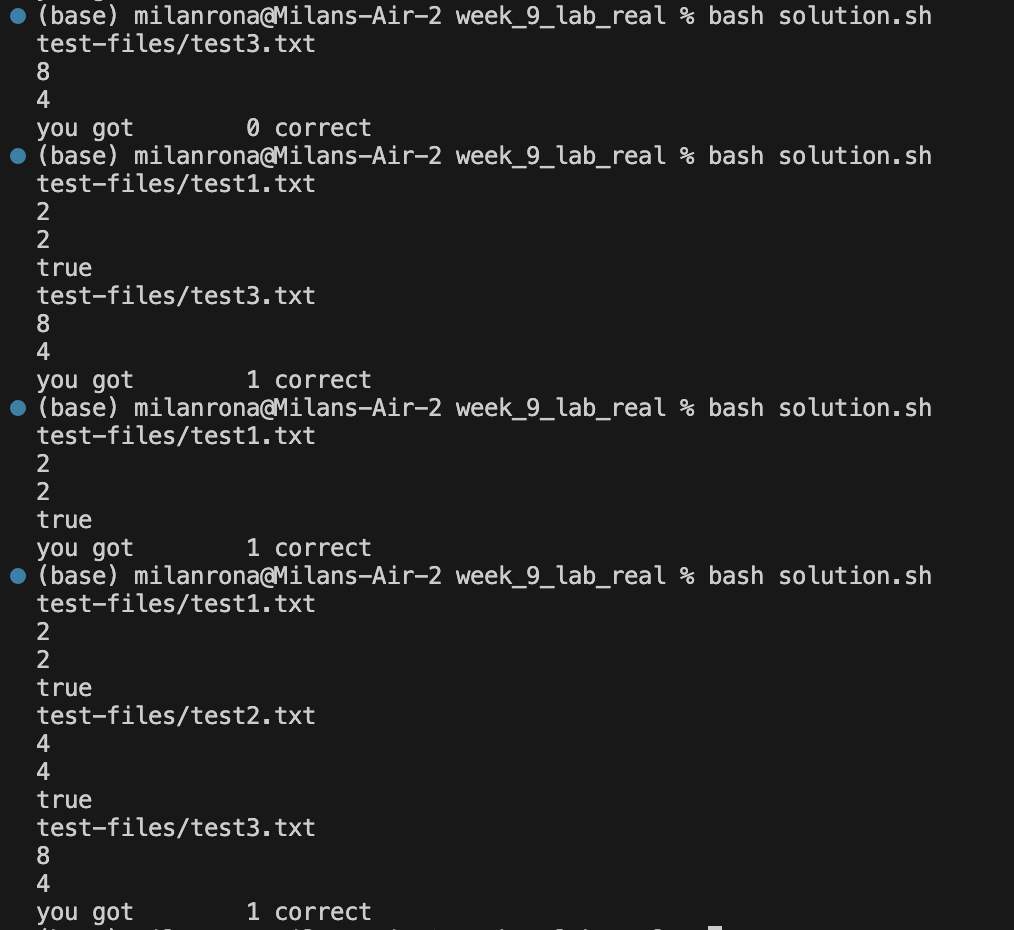 (base) milanrona@Milans-Air-2 week_9_lab_real % bash solution.sh
test-files/test3.txt
8
4
you got        0 correct
(base) milanrona@Milans-Air-2 week_9_lab_real % bash solution.sh
test-files/test1.txt
2
2
true
test-files/test3.txt
8
4
you got        1 correct
(base) milanrona@Milans-Air-2 week_9_lab_real % bash solution.sh
test-files/test1.txt
2
2
true
you got        1 correct
(base) milanrona@Milans-Air-2 week_9_lab_real % bash solution.sh
test-files/test1.txt
2
2
true
test-files/test2.txt
4
4
true
test-files/test3.txt
8
4
you got        1 correct